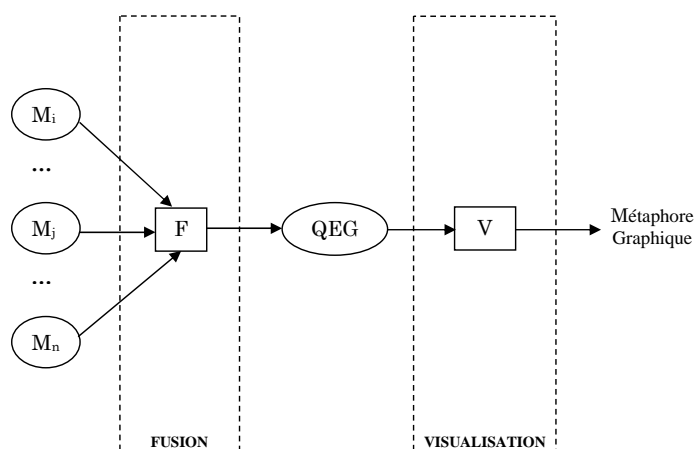 Mᵢ
...
Mⱼ
F
QEG
V
Métaphore
Graphique
...
Mₙ
FUSION
VISUALISATION